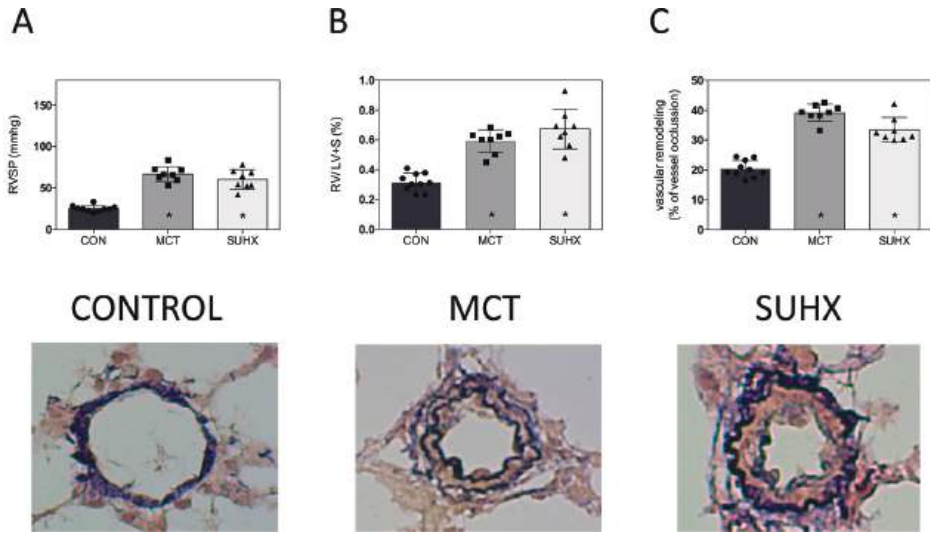 A
B
C
RVSP (mmhg)
150
100
50
0
CON
MCT
SUHX
RV/LV+S (%)
1.0
0.8
0.6
0.4
0.2
0.0
CON
MCT
SUHX
vascular remodeling
(% of vessel occlussion)
50
40
30
20
10
0
CON
MCT
SUHX
CONTROL
MCT
SUHX